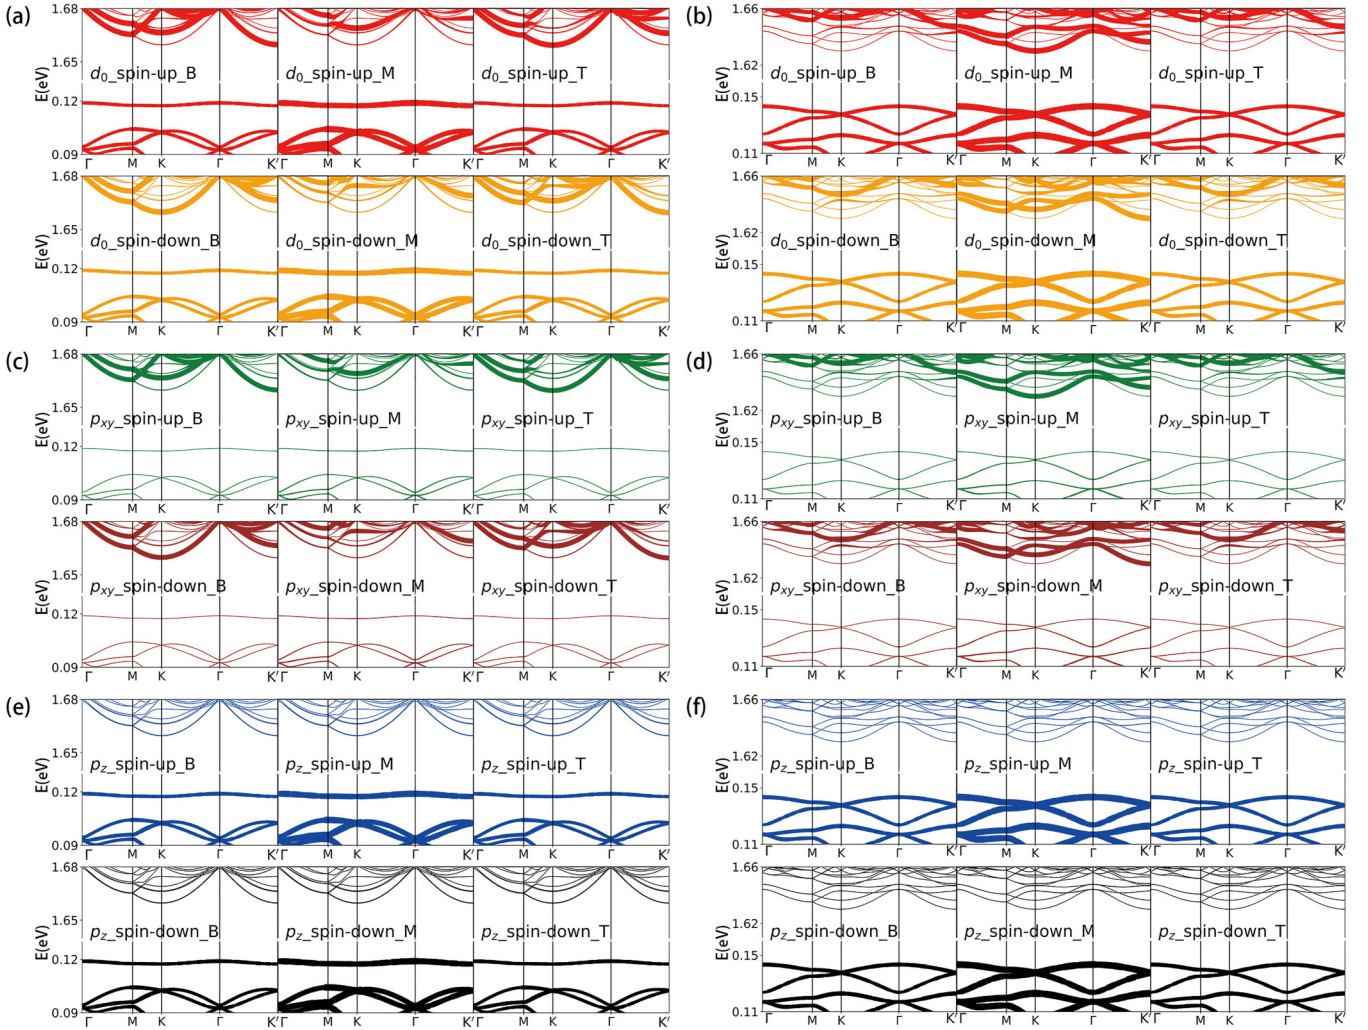 (a)
1.68
1.65
E(eV)
d0_spin-up_B
d0_spin-up_M
d0_spin-up_T
0.12
0.09
Γ M K Γ K′
1.68
1.65
E(eV)
d0_spin-down_B
d0_spin-down_M
d0_spin-down_T
0.12
0.09
Γ M K Γ K′
(b)
1.66
1.62
E(eV)
d0_spin-up_B
d0_spin-up_M
d0_spin-up_T
0.15
0.11
Γ M K Γ K′
1.66
1.62
E(eV)
d0_spin-down_B
d0_spin-down_M
d0_spin-down_T
0.15
0.11
Γ M K Γ K′
(c)
1.68
1.65
E(eV)
pxy_spin-up_B
pxy_spin-up_M
pxy_spin-up_T
0.12
0.09
Γ M K Γ K′
1.68
1.65
E(eV)
pxy_spin-down_B
pxy_spin-down_M
pxy_spin-down_T
0.12
0.09
Γ M K Γ K′
(d)
1.66
1.62
E(eV)
pxy_spin-up_B
pxy_spin-up_M
pxy_spin-up_T
0.15
0.11
Γ M K Γ K′
1.66
1.62
E(eV)
pxy_spin-down_B
pxy_spin-down_M
pxy_spin-down_T
0.15
0.11
Γ M K Γ K′
(e)
1.68
1.65
E(eV)
pz_spin-up_B
pz_spin-up_M
pz_spin-up_T
0.12
0.09
Γ M K Γ K′
1.68
1.65
E(eV)
pz_spin-down_B
pz_spin-down_M
pz_spin-down_T
0.12
0.09
Γ M K Γ K′
(f)
1.66
1.62
E(eV)
pz_spin-up_B
pz_spin-up_M
pz_spin-up_T
0.15
0.11
Γ M K Γ K′
1.66
1.62
E(eV)
pz_spin-down_B
pz_spin-down_M
pz_spin-down_T
0.15
0.11
Γ M K Γ K′